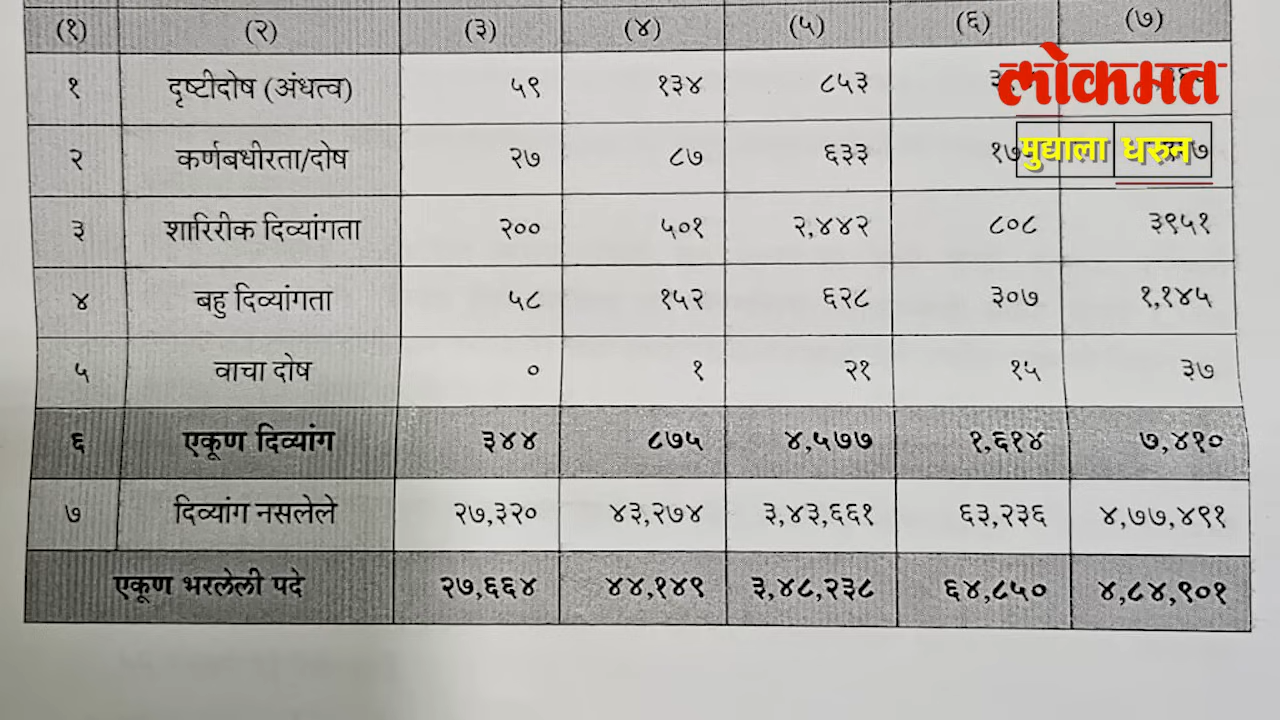 (१) (२) (३) (४) (५) (६) (७)
लोकमत
१ दृष्टीदोष (अंधत्व) ५९ १३४ ८५३
२ कर्णबधीरता/दोष २७ ८७ ६३३
मुद्याला धरुन
३ शारिरीक दिव्यांगता २०० ५०१ २,४४२ ८०८ ३९५१
४ बहु दिव्यांगता ५८ १५२ ६२८ ३०७ १,१४५
५ वाचा दोष ० १ २१ १५ ३७
६ एकूण दिव्यांग ३४४ ८७५ ४,५७७ १,६१४ ७,४१०
७ दिव्यांग नसलेले २७,३२० ४३,२७४ ३,४३,६६१ ६३,२३६ ४,७७,४९१
एकूण भरलेली पदे २७,६६४ ४४,१४९ ३,४८,२३८ ६४,८५० ४,८४,९०१